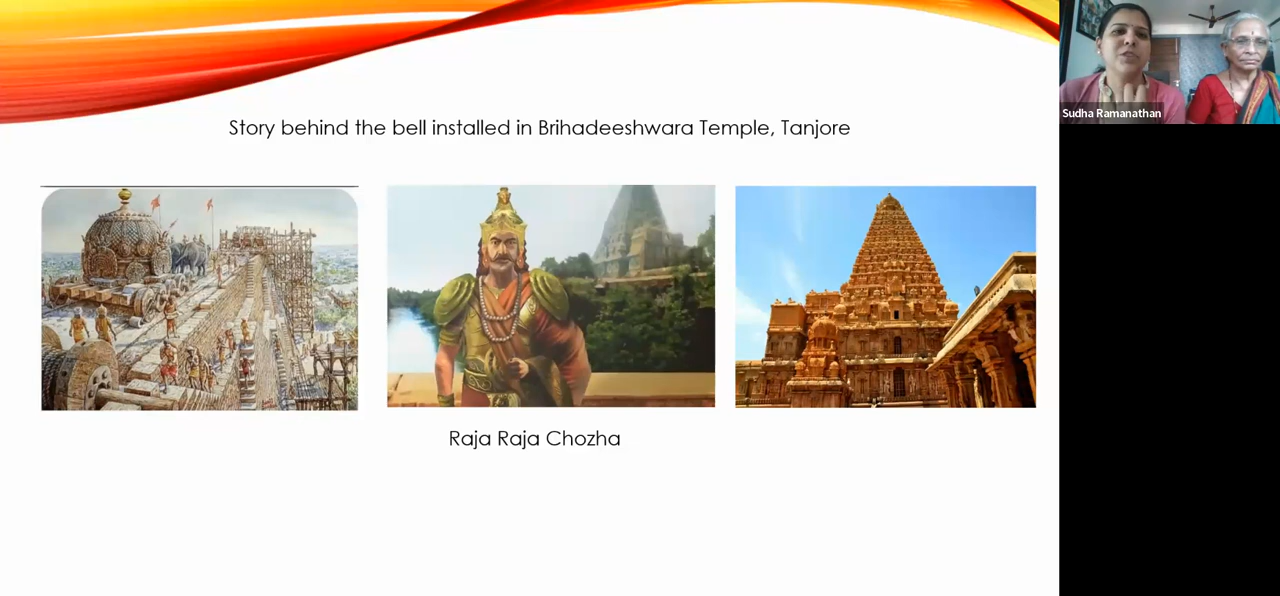 Story behind the bell installed in Brihadeeshwara Temple, Tanjore
Sudha Ramanathan
Raja Raja Chozha